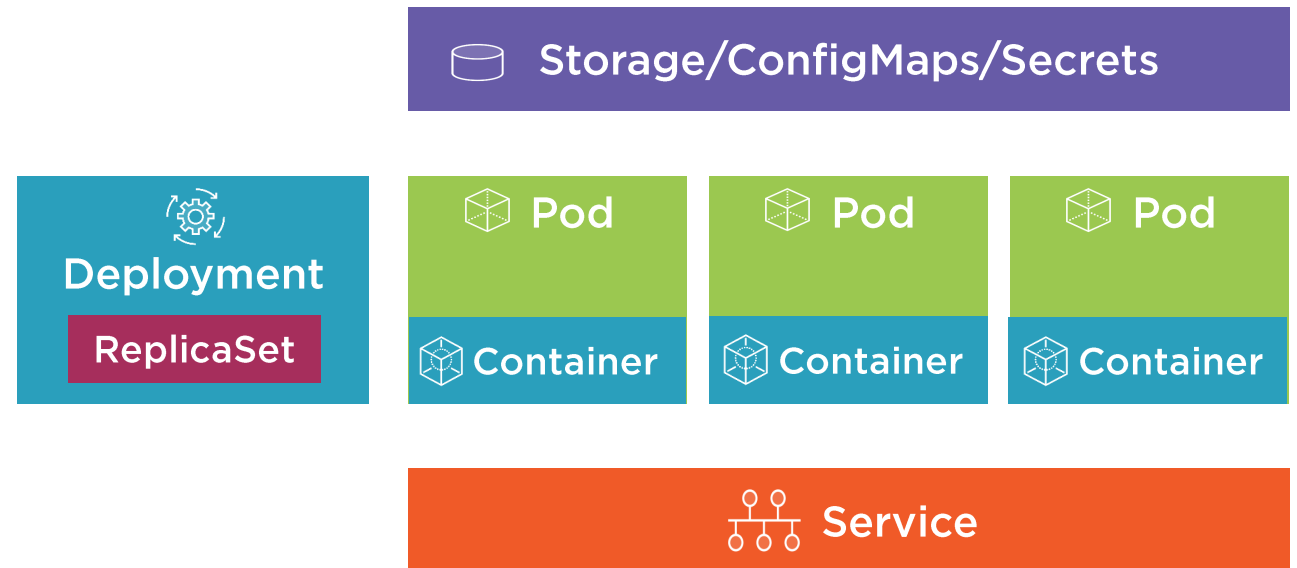 Storage/ConfigMaps/Secrets
Deployment
ReplicaSet
Pod
Container
Pod
Container
Pod
Container
Service